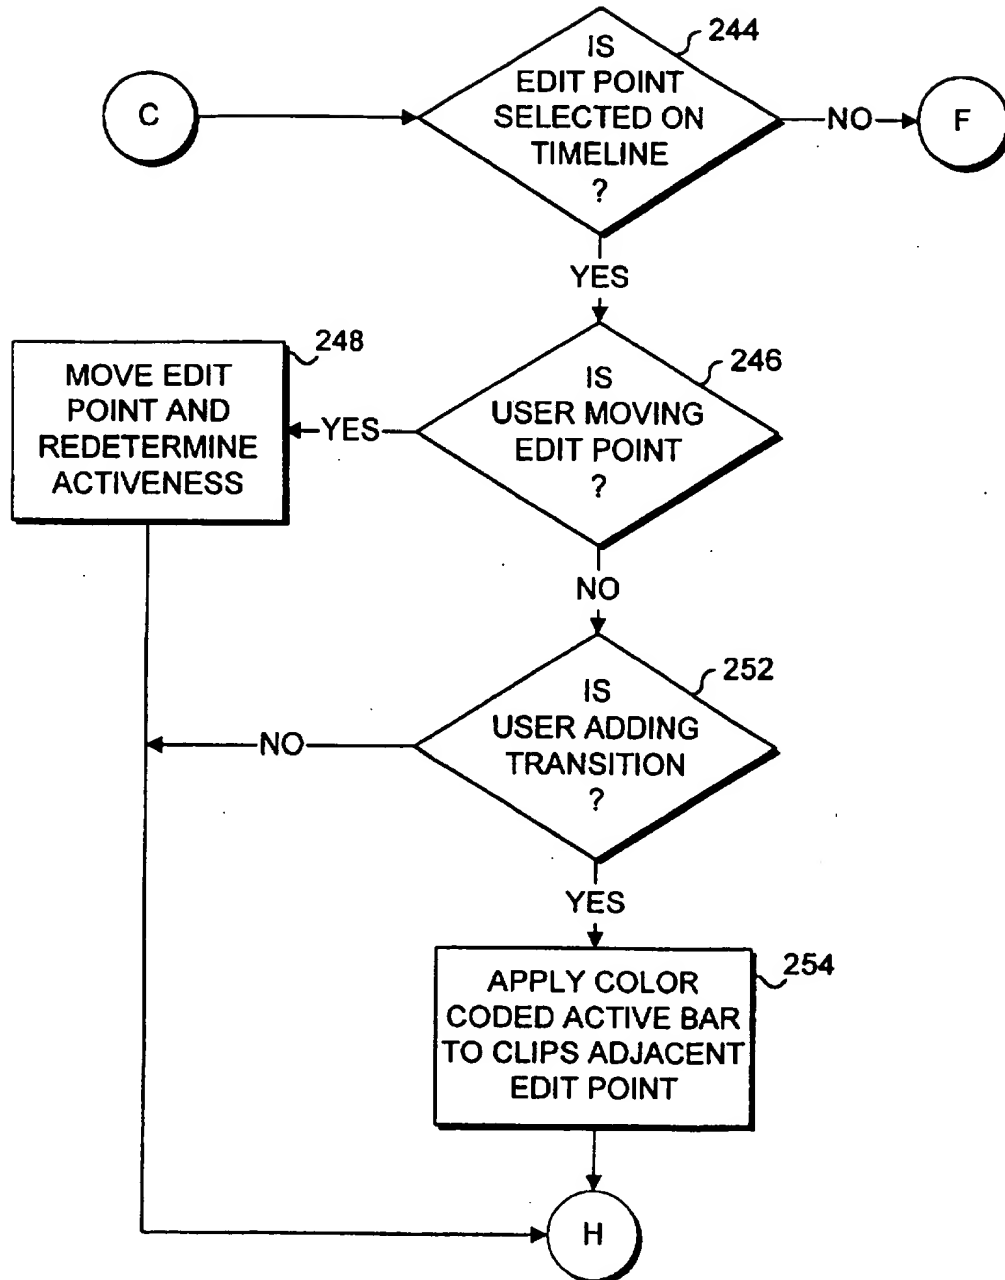 244
IS
EDIT POINT
SELECTED ON
TIMELINE
?
C
NO
F
YES
248
MOVE EDIT
POINT AND
REDETERMINE
ACTIVENESS
YES
246
IS
USER MOVING
EDIT POINT
?
NO
252
IS
USER ADDING
TRANSITION
?
NO
YES
254
APPLY COLOR
CODED ACTIVE BAR
TO CLIPS ADJACENT
EDIT POINT
H